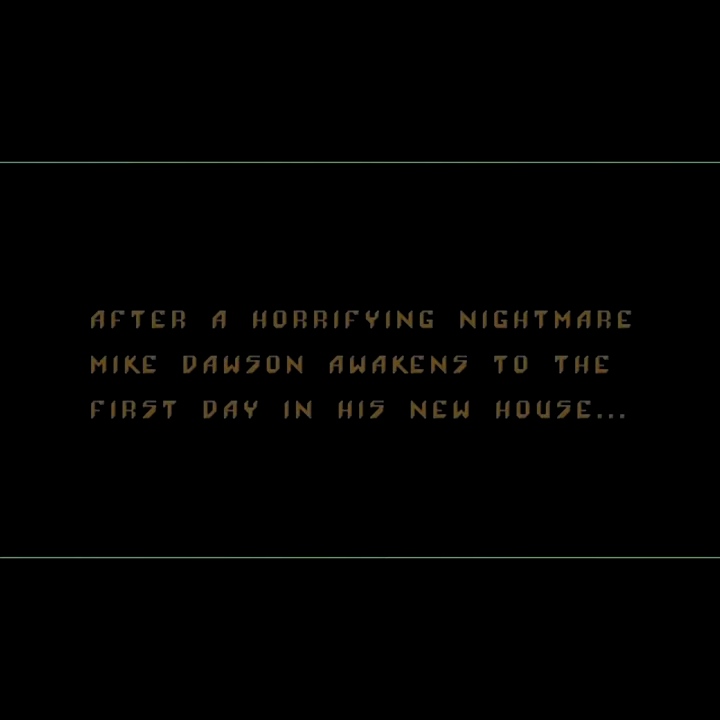 AFTER A HORRIFYING NIGHTMARE
MIKE DAWSON AWAKENS TO THE
FIRST DAY IN HIS NEW HOUSE...